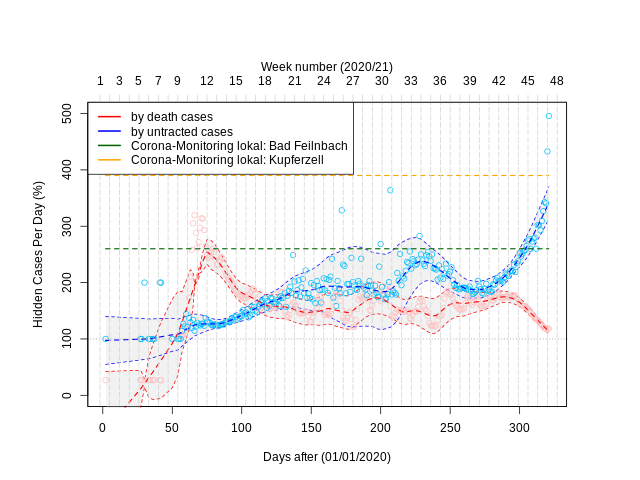 Week number (2020/21)
1 3 5 7 9 12 15 18 21 24 27 30 33 36 39 42 45 48
by death cases
by untracted cases
Corona-Monitoring lokal: Bad Feilnbach
Corona-Monitoring lokal: Kupferzell
Hidden Cases Per Day (%)
500
400
300
200
100
0
0 50 100 150 200 250 300
Days after (01/01/2020)